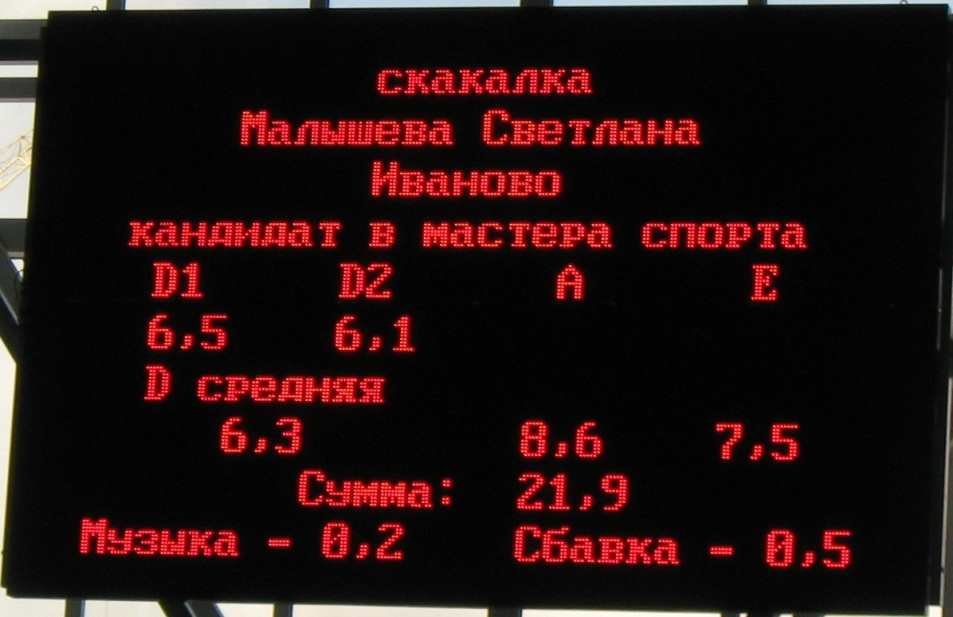 скакалка
Малышева Светлана
Иваново
кандидат в мастера спорта
D1 D2 A E
6,5 6,1
D средняя
6,3 8,6 7,5
Сумма: 21,9
Музыка - 0,2 Сбавка - 0,5